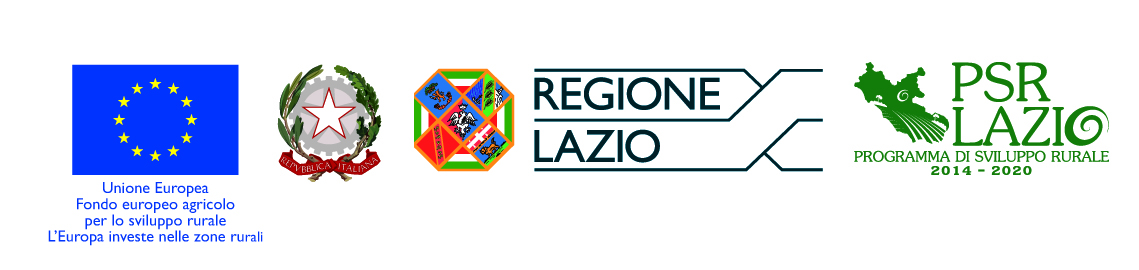 Unione Europea
Fondo europeo agricolo
per lo sviluppo rurale
L'Europa investe nelle zone rurali
REPVBBLICA ITALIANA
REGIONE
LAZIO
PSR
LAZIO
PROGRAMMA DI SVILUPPO RURALE
2014 - 2020